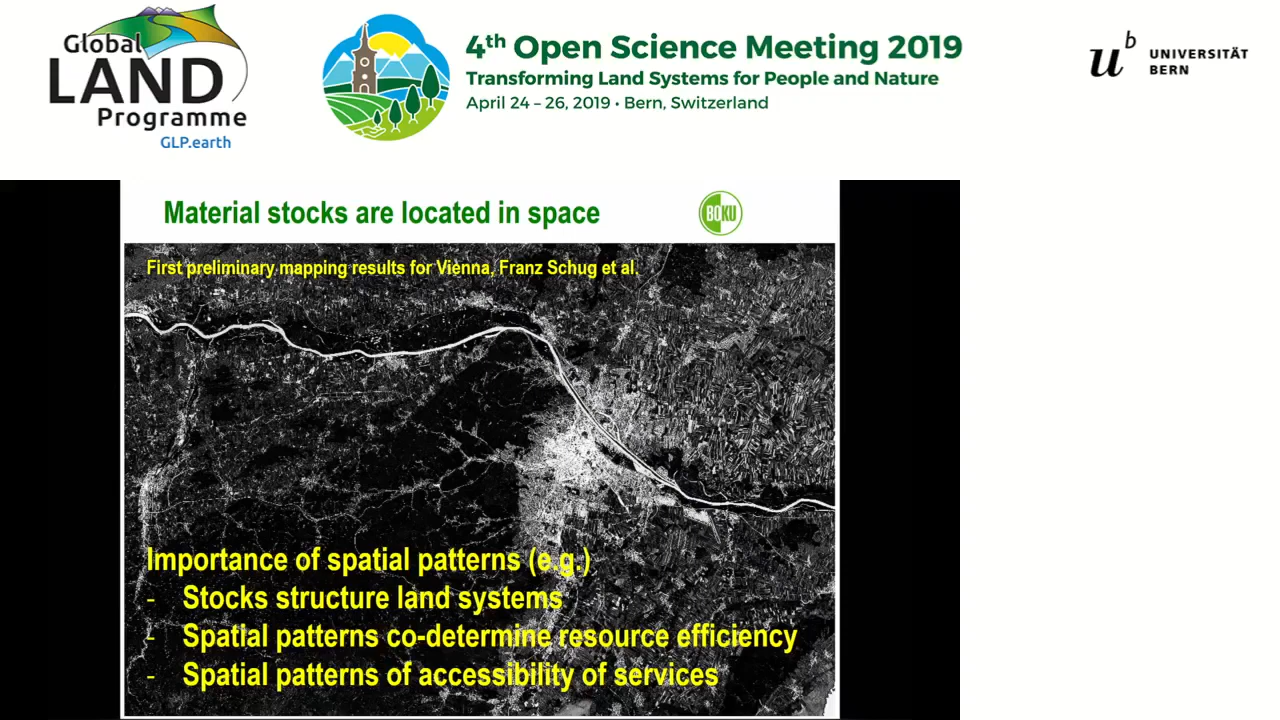 Global
LAND
Programme
GLP.earth
4th Open Science Meeting 2019
Transforming Land Systems for People and Nature
April 24 – 26, 2019 • Bern, Switzerland
u b
UNIVERSITÄT
BERN
Material stocks are located in space
BOKU
First preliminary mapping results for Vienna, Franz Schug et al.
Importance of spatial patterns (e.g.)
- Stocks structure land systems
- Spatial patterns co-determine resource efficiency
- Spatial patterns of accessibility of services